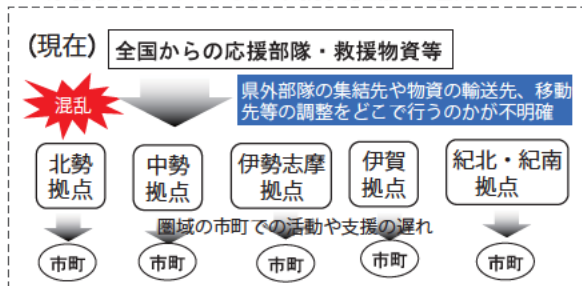 (現在)
全国からの応援部隊・救援物資等
混乱
県外部隊の集結先や物資の輸送先、移動
先等の調整をどこで行うのかが不明確
北勢
拠点
中勢
拠点
伊勢志摩
拠点
伊賀
拠点
紀北・紀南
拠点
圏域の市町での活動や支援の遅れ
市町
市町
市町
市町
市町